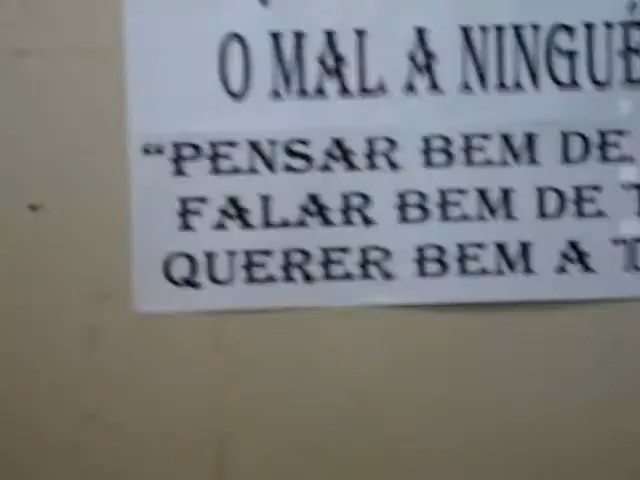 O MAL A NINGUÉ
“PENSAR BEM DE
FALAR BEM DE T
QUERER BEM A T